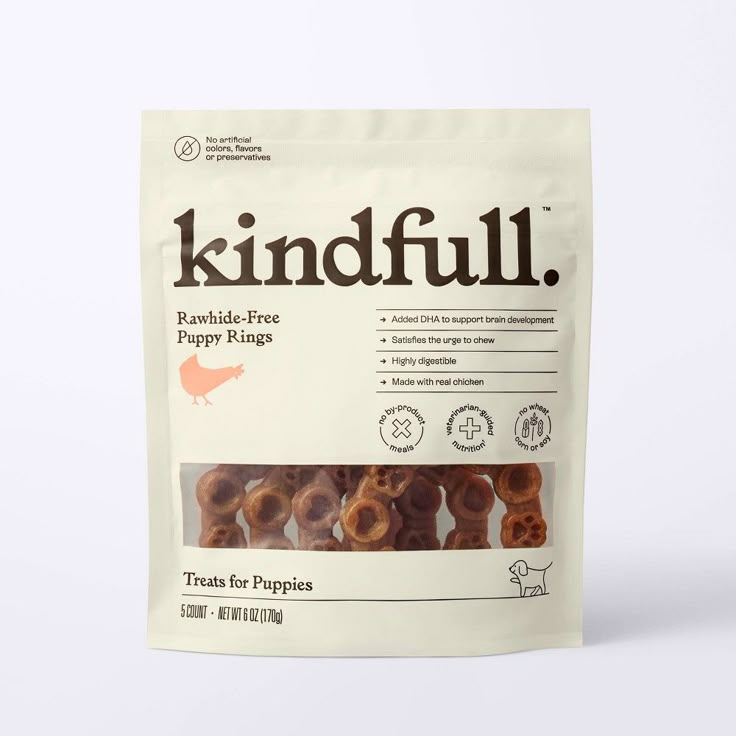 No artificial
colors, flavors
or preservatives
kindfull.™
Rawhide-Free
Puppy Rings
→ Added DHA to support brain development
→ Satisfies the urge to chew
→ Highly digestible
→ Made with real chicken
no by-product
meals
veterinarian-guided
nutrition
no wheat
corn or soy
Treats for Puppies
5 COUNT • NET WT 6 OZ (170g)